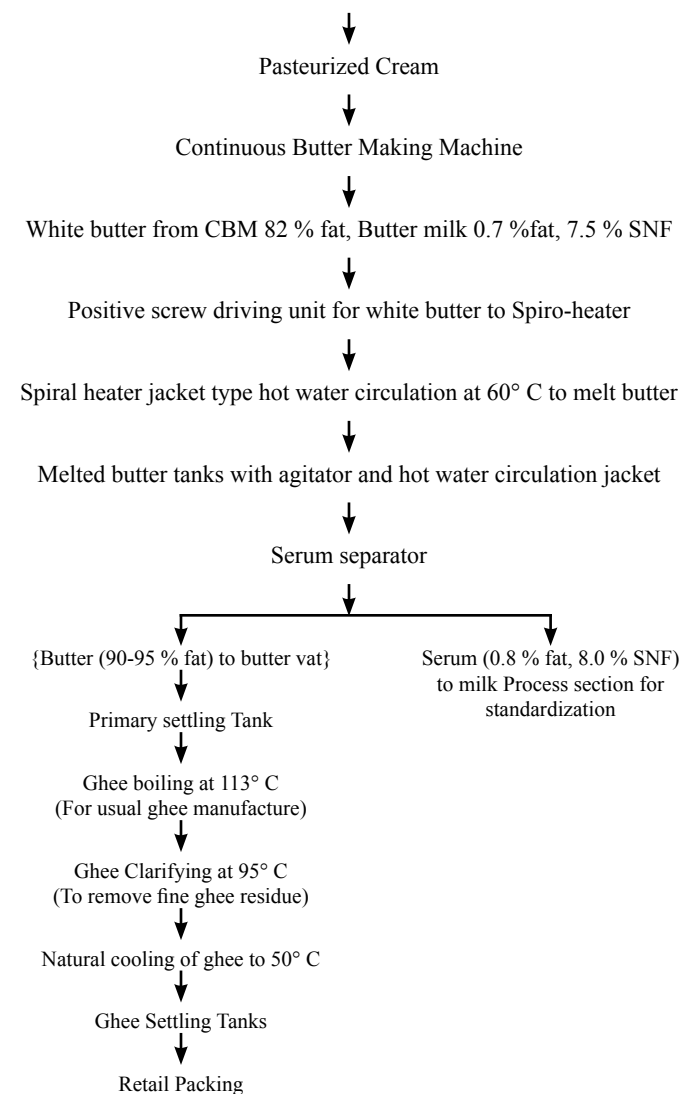 Pasteurized Cream
Continuous Butter Making Machine
White butter from CBM 82 % fat, Butter milk 0.7 %fat, 7.5 % SNF
Positive screw driving unit for white butter to Spiro-heater
Spiral heater jacket type hot water circulation at 60° C to melt butter
Melted butter tanks with agitator and hot water circulation jacket
Serum separator
{Butter (90-95 % fat) to butter vat}
Serum (0.8 % fat, 8.0 % SNF)
to milk Process section for
standardization
Primary settling Tank
Ghee boiling at 113° C
(For usual ghee manufacture)
Ghee Clarifying at 95° C
(To remove fine ghee residue)
Natural cooling of ghee to 50° C
Ghee Settling Tanks
Retail Packing